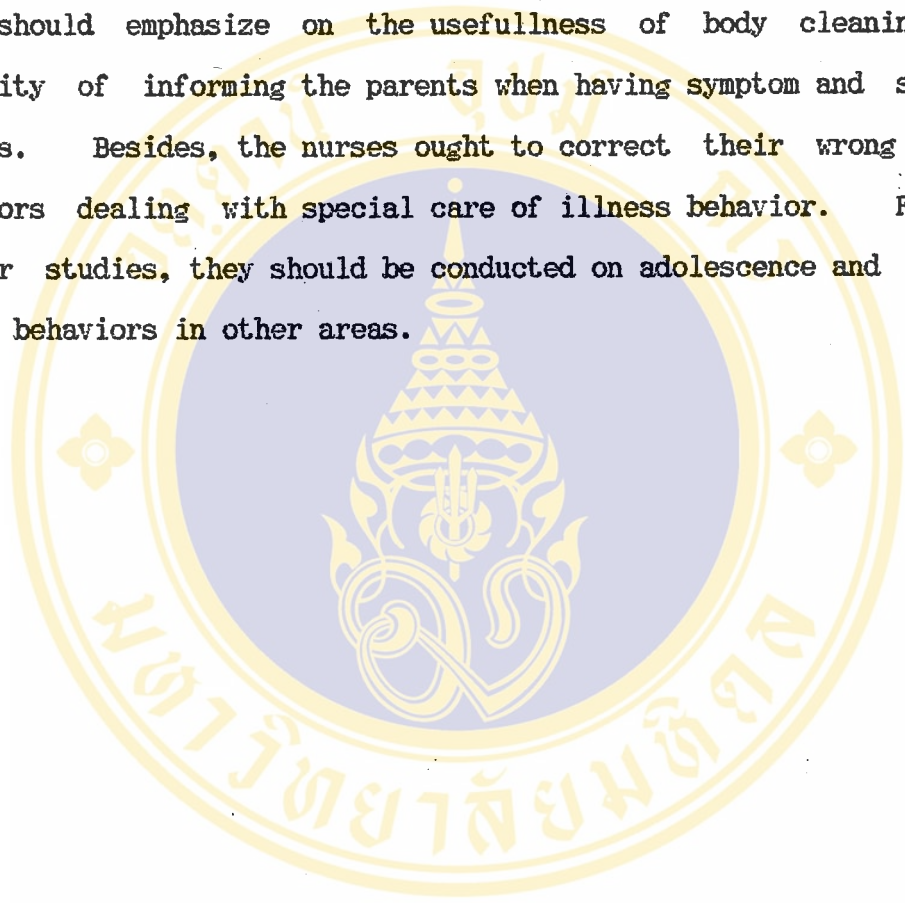 should emphasize on the usefullness of body cleanin
ity of informing the parents when having symptom and s
s. Besides, the nurses ought to correct their wrong
ors dealing with special care of illness behavior. F
r studies, they should be conducted on adolescence and
behaviors in other areas.
มหาวิทยาลัยมหิดล